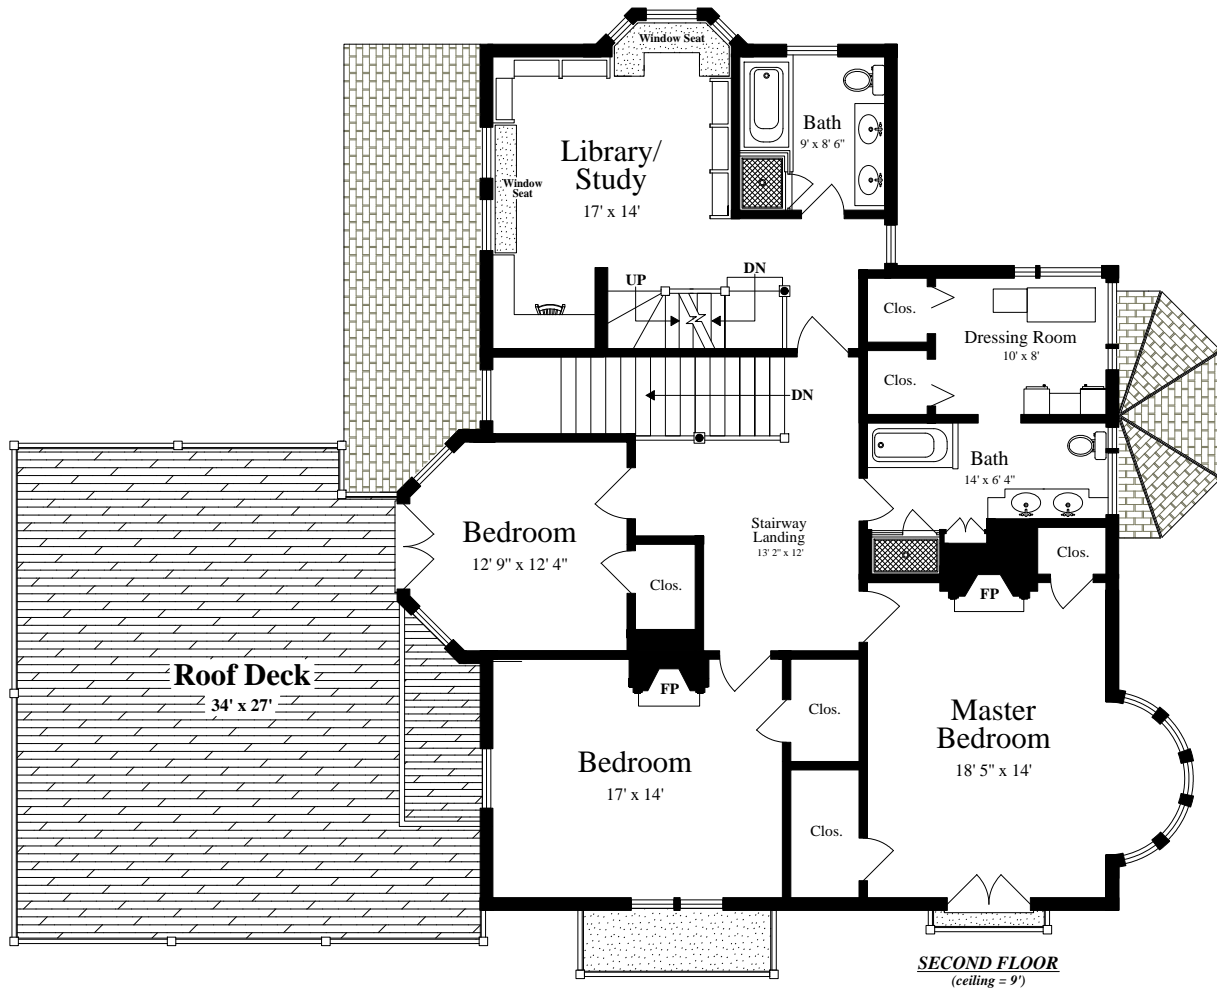 Window Seat
Bath
9' x 8' 6"
Library/
Study
17' x 14'
Window
Seat
UP
DN
Clos.
Dressing Room
10' x 8'
Clos.
DN
Bath
14' x 6' 4"
Bedroom
12' 9" x 12' 4"
Stairway
Landing
13' 2" x 12'
Clos.
Clos.
FP
Roof Deck
34' x 27'
FP
Clos.
Master
Bedroom
18' 5" x 14'
Bedroom
17' x 14'
Clos.
SECOND FLOOR
(ceiling = 9')